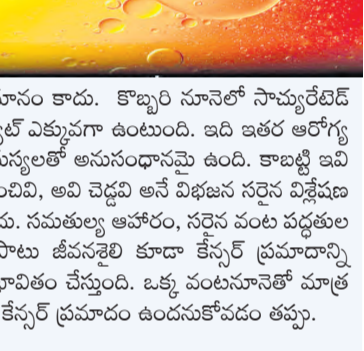 కాదు. కొబ్బరి నూనెలో సాచ్యురేటెడ్
ఎక్కువగా ఉంటుంది. ఇది ఇతర ఆరోగ్య
అనుసంధానమై ఉంది. కాబట్టి ఇవి
అవి చెడ్డవి అనే విభజన సరైన విశ్లేషణ
సమతుల్య ఆహారం, సరైన వంట పద్ధతుల
జీవనశైలి కూడా కేన్సర్ ప్రమాదాన్ని
చేస్తుంది. ఒక్క వంటనూనెతో మాత్ర
కేన్సర్ ప్రమాదం ఉందనుకోవడం తప్పు.